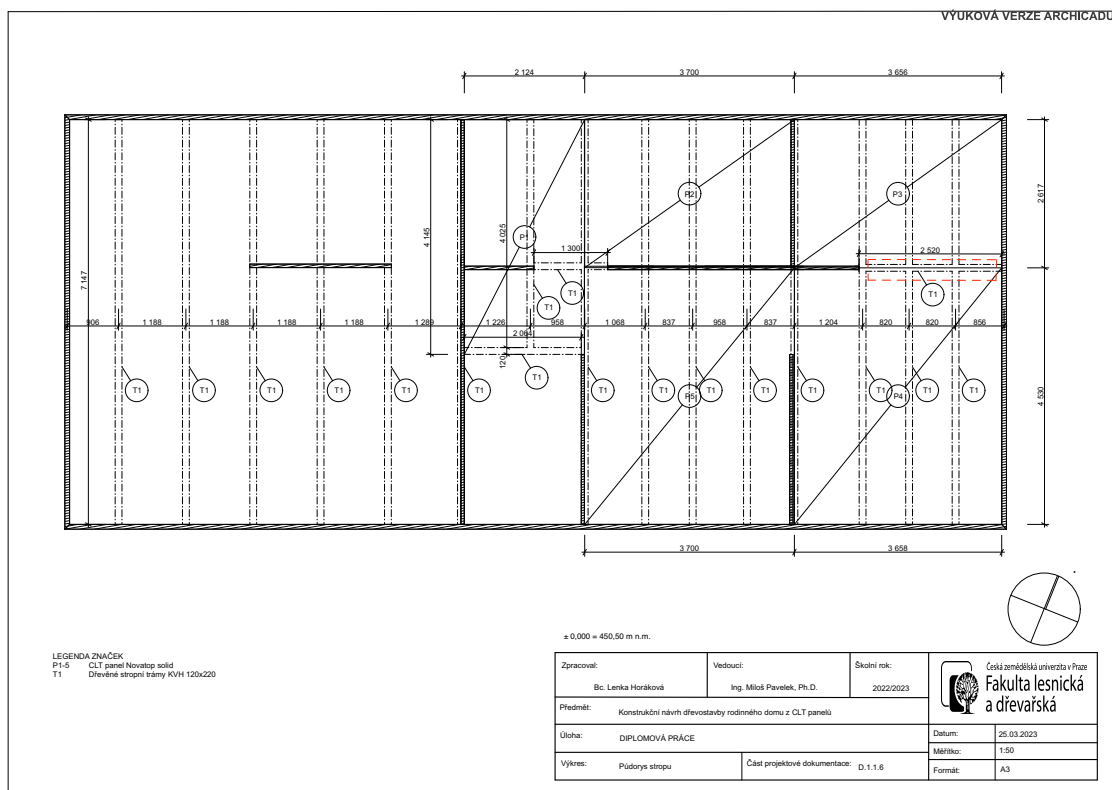 VÝUKOVÁ VERZE ARCHICADU
2 124
3 700
3 656
P2
P3
2 617
4 145
4 025
P1
1 300
2 520
7 147
T1
T1
T1
906
1 188
1 188
1 188
1 188
1 289
1 226
958
1 068
837
958
837
1 204
820
820
856
2 064
120
T1
T1
T1
T1
T1
T1
T1
T1
T1
P5
T1
T1
T1
T1
P4
T1
T1
4 530
3 700
3 658
± 0,000 = 450,50 m n.m.
LEGENDA ZNAČEK
P1-5 CLT panel Novatop solid
T1 Dřevěné stropní trámy KVH 120x220
Zpracoval:
Bc. Lenka Horáková
Vedoucí:
Ing. Miloš Pavelek, Ph.D.
Školní rok:
2022/2023
Předmět:
Konstrukční návrh dřevostavby rodinného domu z CLT panelů
Úloha:
DIPLOMOVÁ PRÁCE
Výkres:
Půdorys stropu
Část projektové dokumentace:
D.1.1.6
Česká zemědělská univerzita v Praze
Fakulta lesnická
a dřevařská
Datum:
25.03.2023
Měřítko:
1:50
Formát:
A3